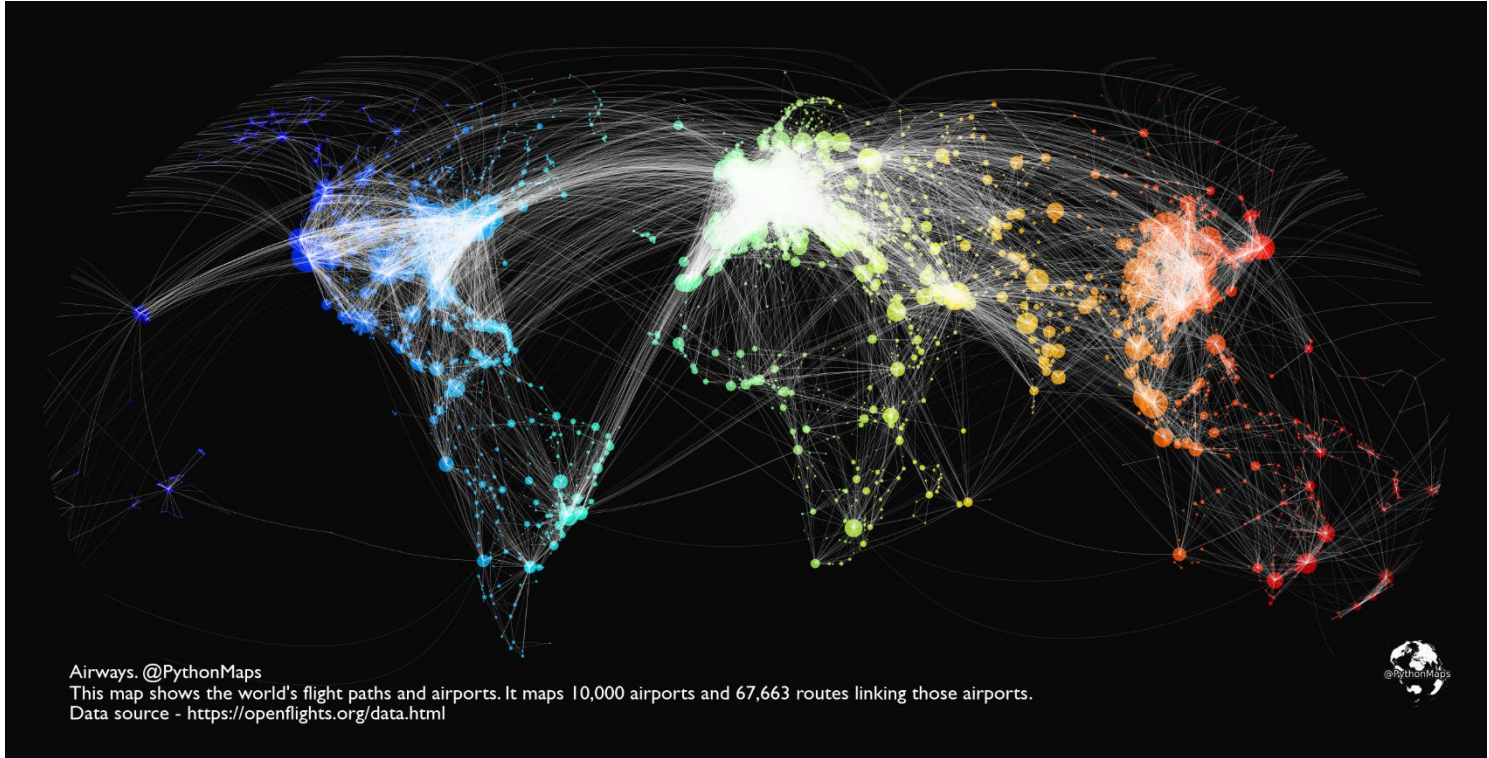 Airways. @PythonMaps
This map shows the world's flight paths and airports. It maps 10,000 airports and 67,663 routes linking those airports.
Data source - https://openflights.org/data.html
@PythonMaps